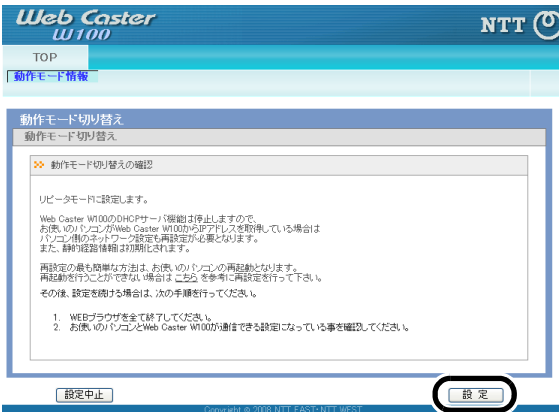 Web Caster
W100
NTT
TOP
動作モード情報
動作モード切り替え
動作モード切り替え
動作モード切り替えの確認
リピータモードに設定します。
Web Caster W100のDHCPサーバ機能は停止しますので、
お使いのパソコンがWeb Caster W100からIPアドレスを取得している場合は
パソコン側のネットワーク設定も再設定が必要となります。
また、静的経路情報は初期化されます。
再設定の最も簡単な方法は、お使いのパソコンの再起動となります。
再起動を行うことができない場合は こちら を参考に再設定を行って下さい。
その後、設定を続ける場合は、次の手順を行ってください。
1. WEBブラウザを全て終了してください。
2. お使いのパソコンとWeb Caster W100が通信できる設定になっている事を確認してください。
設定中止
設 定
Copyright © 2008 NTT EAST・NTT WEST